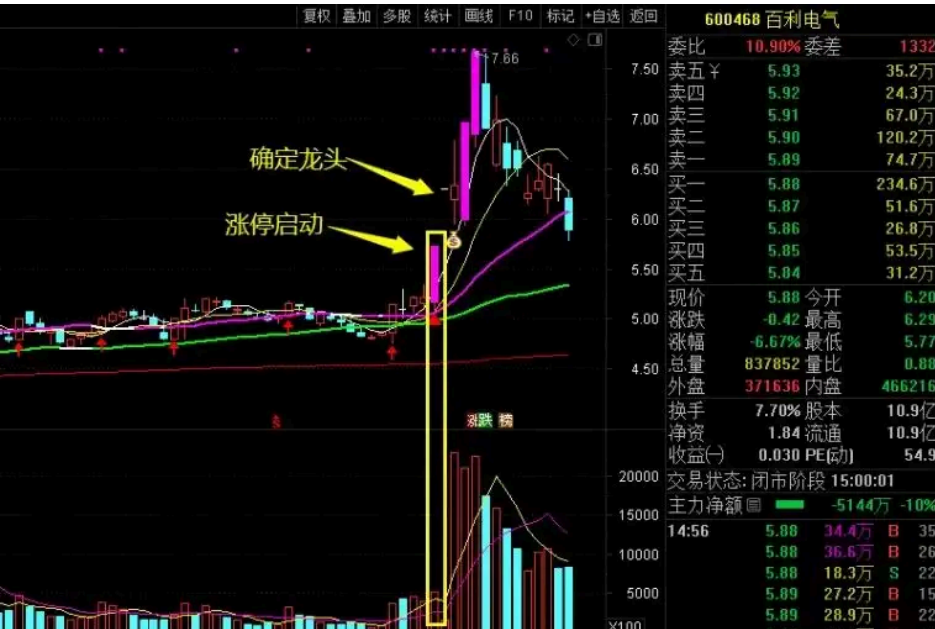 复权 叠加 多股 统计 画线 F10 标记 +自选 返回
600468 百利电气
委比 10.90% 委差 1332
卖五 ¥ 5.93 35.2万
卖四 5.92 24.3万
卖三 5.91 67.0万
卖二 5.90 120.2万
卖一 5.89 74.7万
买一 5.88 234.6万
买二 5.87 51.6万
买三 5.86 26.8万
买四 5.85 53.5万
买五 5.84 31.2万
现价 5.88 今开 6.20
涨跌 -0.42 最高 6.29
涨幅 -6.67% 最低 5.77
总量 837852 量比 0.88
外盘 371636 内盘 466216
换手 7.70% 股本 10.9亿
净资 1.84 流通 10.9亿
收益(一) 0.030 PE(动) 54.9
交易状态: 闭市阶段 15:00:01
主力净额 -5144万 -10%
14:56 5.88 34.4万 B 35
5.88 36.6万 B 26
5.88 18.3万 S 22
5.89 27.2万 B 15
5.89 28.9万 B 22
7.66
确定龙头
涨停启动
7.50
7.00
6.50
6.00
5.50
5.00
4.50
涨跌 榜
20000
15000
10000
5000
X100